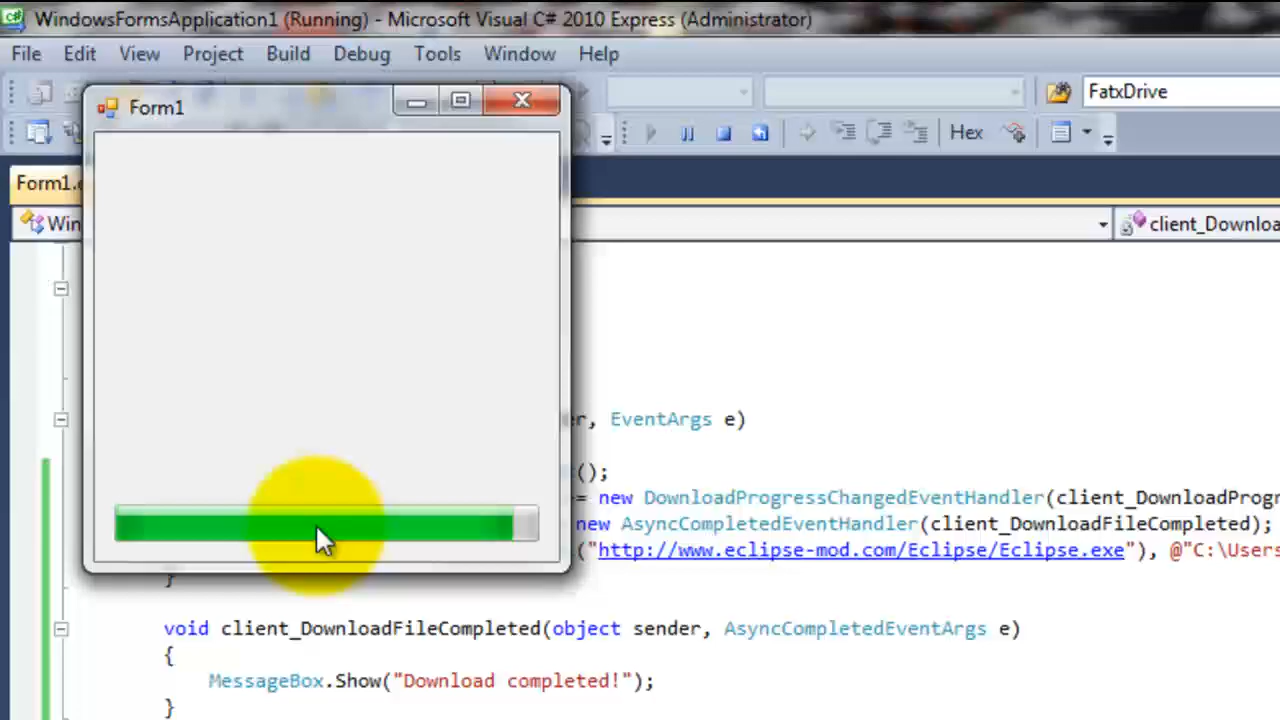 WindowsFormsApplication1 (Running) - Microsoft Visual C# 2010 Express (Administrator)
File Edit View Project Build Debug Tools Window Help
Form1
FatxDrive
Hex
Form1.
Win
client_Downloa
, EventArgs e)
();
= new DownloadProgressChangedEventHandler(client_DownloadProg
new AsyncCompletedEventHandler(client_DownloadFileCompleted);
("http://www.eclipse-mod.com/Eclipse/Eclipse.exe"), @"C:\Users
}
void client_DownloadFileCompleted(object sender, AsyncCompletedEventArgs e)
{
MessageBox.Show("Download completed!");
}